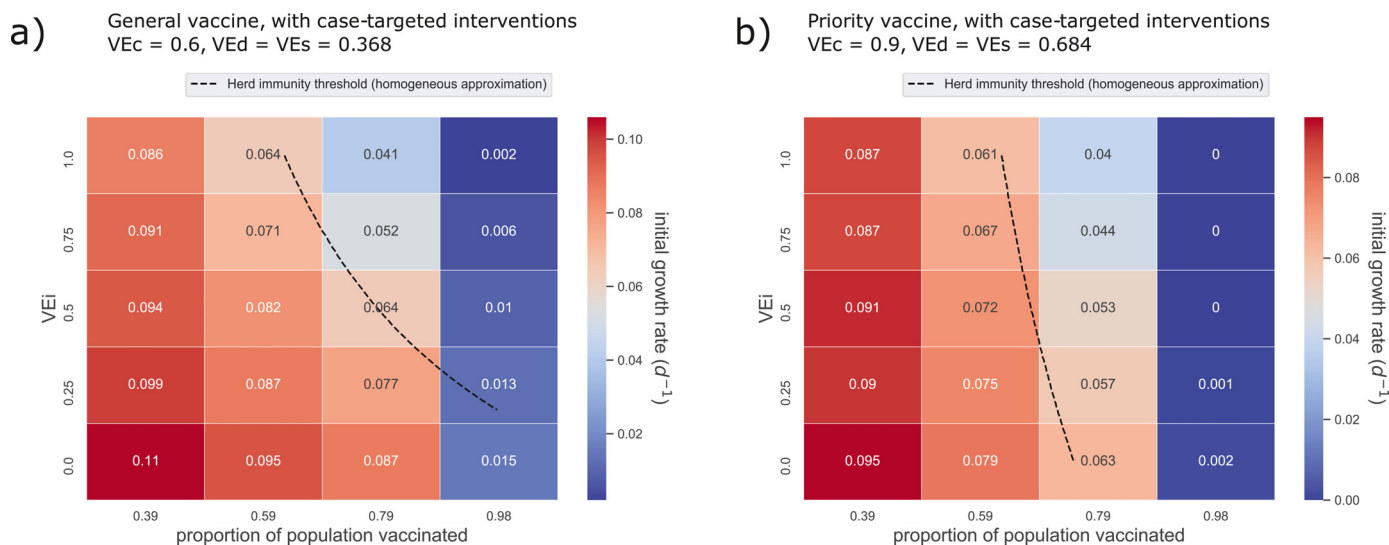 a)
General vaccine, with case-targeted interventions
VEc = 0.6, VEd = VEs = 0.368
Herd immunity threshold (homogeneous approximation)
VEi
1.0
0.086 0.064 0.041 0.002
0.75
0.091 0.071 0.052 0.006
0.5
0.094 0.082 0.064 0.01
0.25
0.099 0.087 0.077 0.013
0.0
0.11 0.095 0.087 0.015
0.39 0.59 0.79 0.98
proportion of population vaccinated
0.10
0.08
0.06
0.04
0.02
initial growth rate (d⁻¹)
b)
Priority vaccine, with case-targeted interventions
VEc = 0.9, VEd = VEs = 0.684
Herd immunity threshold (homogeneous approximation)
VEi
1.0
0.087 0.061 0.04 0
0.75
0.087 0.067 0.044 0
0.5
0.091 0.072 0.053 0
0.25
0.09 0.075 0.057 0.001
0.0
0.095 0.079 0.063 0.002
0.39 0.59 0.79 0.98
proportion of population vaccinated
0.08
0.06
0.04
0.02
0.00
initial growth rate (d⁻¹)